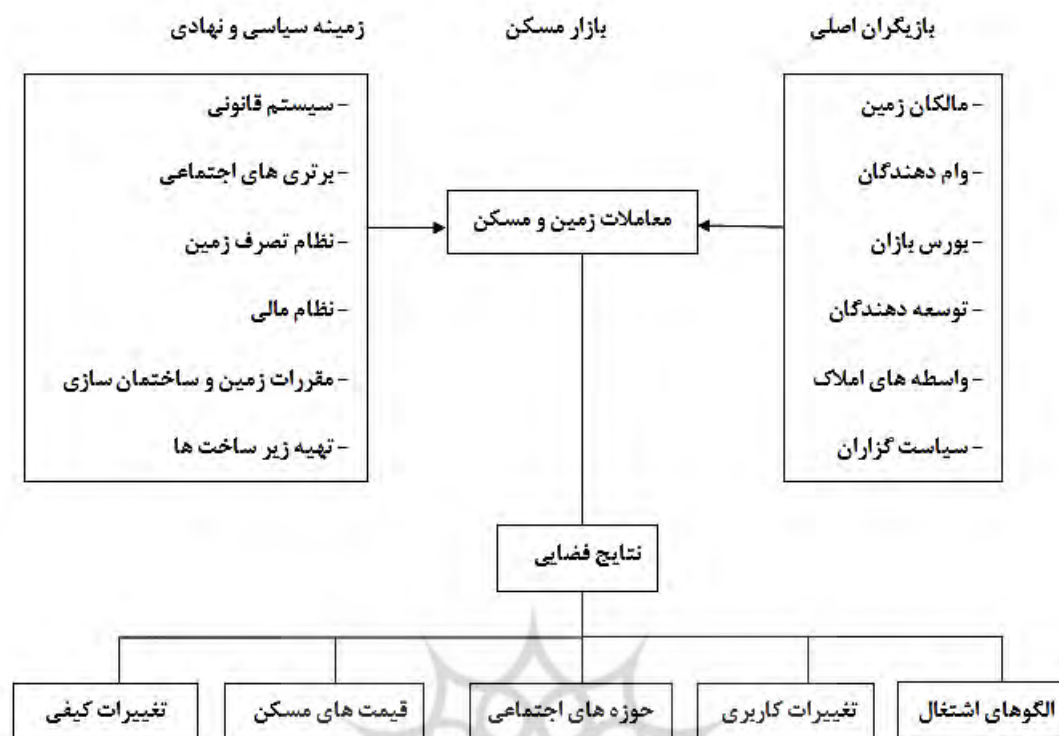 بازیگران اصلی
بازار مسکن
زمینه سیاسی و نهادی
- مالکان زمین
- وام دهندگان
- بورس بازان
- توسعه دهندگان
- واسطه های املاک
- سیاست گزاران
معاملات زمین و مسکن
- سیستم قانونی
- برتری های اجتماعی
- نظام تصرف زمین
- نظام مالی
- مقررات زمین و ساختمان سازی
- تهیه زیر ساخت ها
نتایج فضایی
الگوهای اشتغال
تغییرات کاربری
حوزه های اجتماعی
قیمت های مسکن
تغییرات کیفی